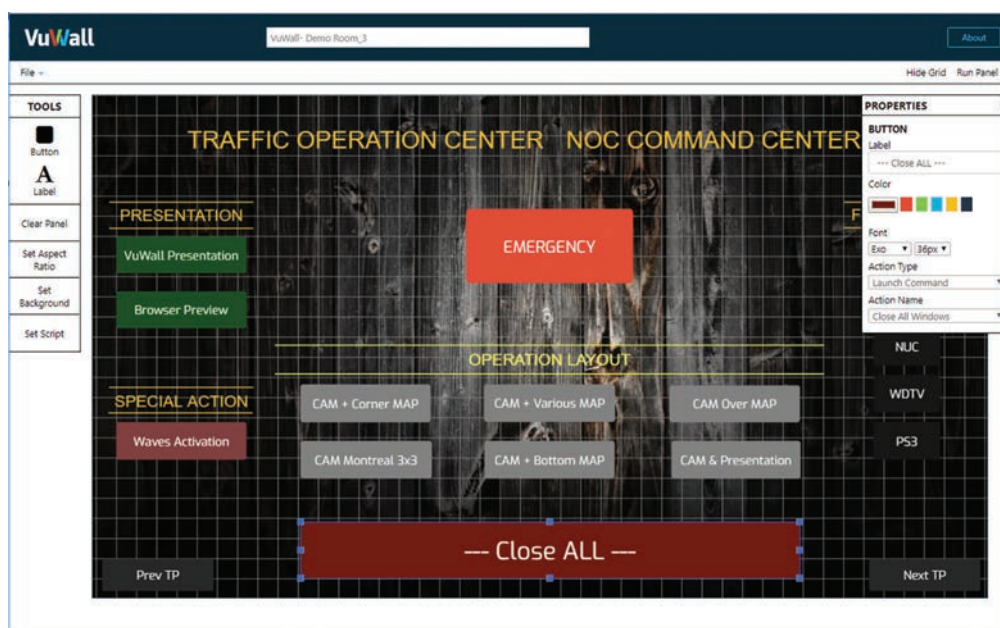 VuWall
VuWall- Demo Room_3
About
File
Hide Grid Run Panel
TOOLS
Button
A
Label
Clear Panel
Set Aspect
Ratio
Set
Background
Set Script
TRAFFIC OPERATION CENTER NOC COMMAND CENTER
PRESENTATION
VuWall Presentation
Browser Preview
EMERGENCY
F
OPERATION LAYOUT
SPECIAL ACTION
Waves Activation
CAM + Corner MAP
CAM + Various MAP
CAM Over MAP
CAM Montreal 3x3
CAM + Bottom MAP
CAM & Presentation
NUC
WDTV
PS3
--- Close ALL ---
Prev TP
Next TP
PROPERTIES
BUTTON
Label
--- Close ALL ---
Color
Font
Exo 36px
Action Type
Launch Command
Action Name
Close All Windows